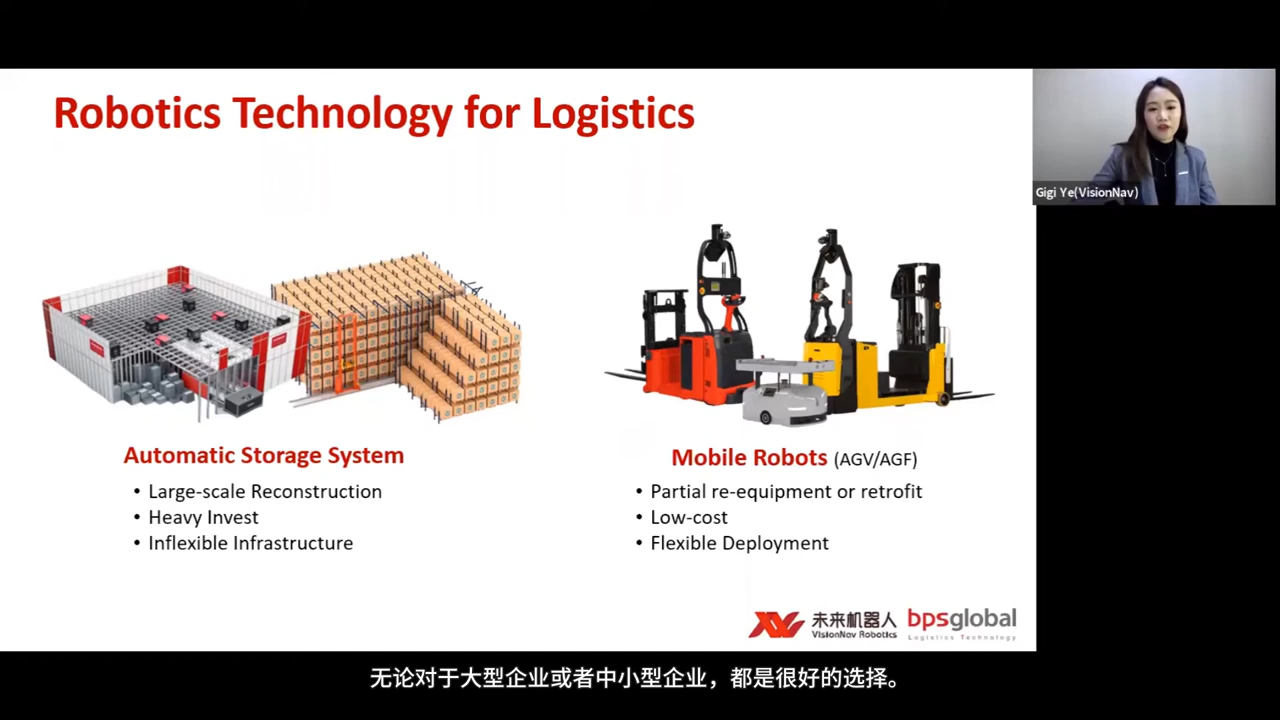 Robotics Technology for Logistics
Gigi Ye(VisionNav)
Automatic Storage System
• Large-scale Reconstruction
• Heavy Invest
• Inflexible Infrastructure
Mobile Robots (AGV/AGF)
• Partial re-equipment or retrofit
• Low-cost
• Flexible Deployment
未来机器人
VisionNav Robotics
bpsglobal
Logistics Technology
无论对于大型企业或者中小型企业，都是很好的选择。